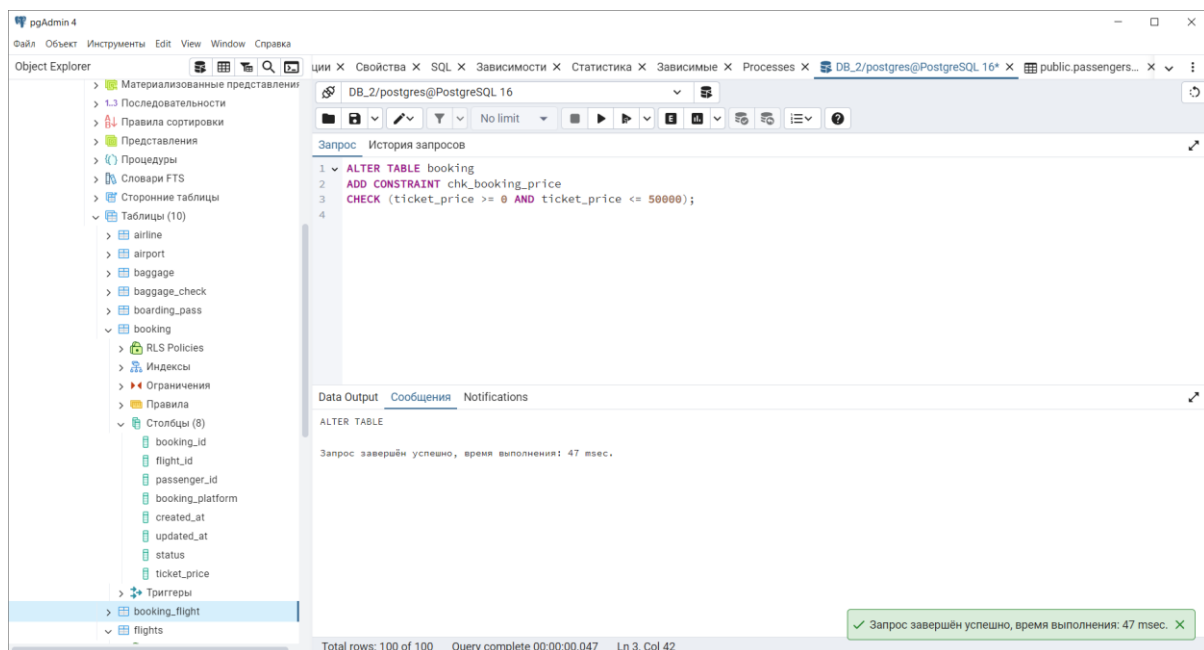 pgAdmin 4
Файл Объект Инструменты Edit View Window Справка
Object Explorer
ции X Свойства X SQL X Зависимости X Статистика X Зависимые X Processes X DB_2/postgres@PostgreSQL 16* X public.passengers... X
Материализованные представления
1..3 Последовательности
Правила сортировки
Представления
Процедуры
Словари FTS
Сторонние таблицы
Таблицы (10)
airline
airport
baggage
baggage_check
boarding_pass
booking
RLS Policies
Индексы
Ограничения
Правила
Столбцы (8)
booking_id
flight_id
passenger_id
booking_platform
created_at
updated_at
status
ticket_price
Триггеры
booking_flight
flights
DB_2/postgres@PostgreSQL 16
No limit
Запрос История запросов
1 ALTER TABLE booking
2 ADD CONSTRAINT chk_booking_price
3 CHECK (ticket_price >= 0 AND ticket_price <= 50000);
4
Data Output Сообщения Notifications
ALTER TABLE
Запрос завершён успешно, время выполнения: 47 msec.
Запрос завершён успешно, время выполнения: 47 msec.
Total rows: 100 of 100 Query complete 00:00:00.047 Ln 3, Col 42